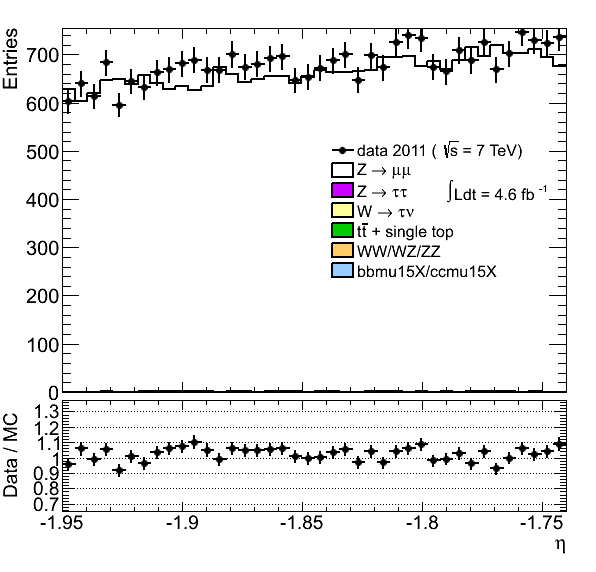 Entries
700
600
500
400
300
200
100
0
data 2011 ( √s = 7 TeV)
Z → μμ
Z → ττ
∫Ldt = 4.6 fb⁻¹
W → τν
tt̅ + single top
WW/WZ/ZZ
bbmu15X/ccmu15X
Data / MC
1.3
1.2
1.1
1
0.9
0.8
0.7
-1.95 -1.9 -1.85 -1.8 -1.75
η